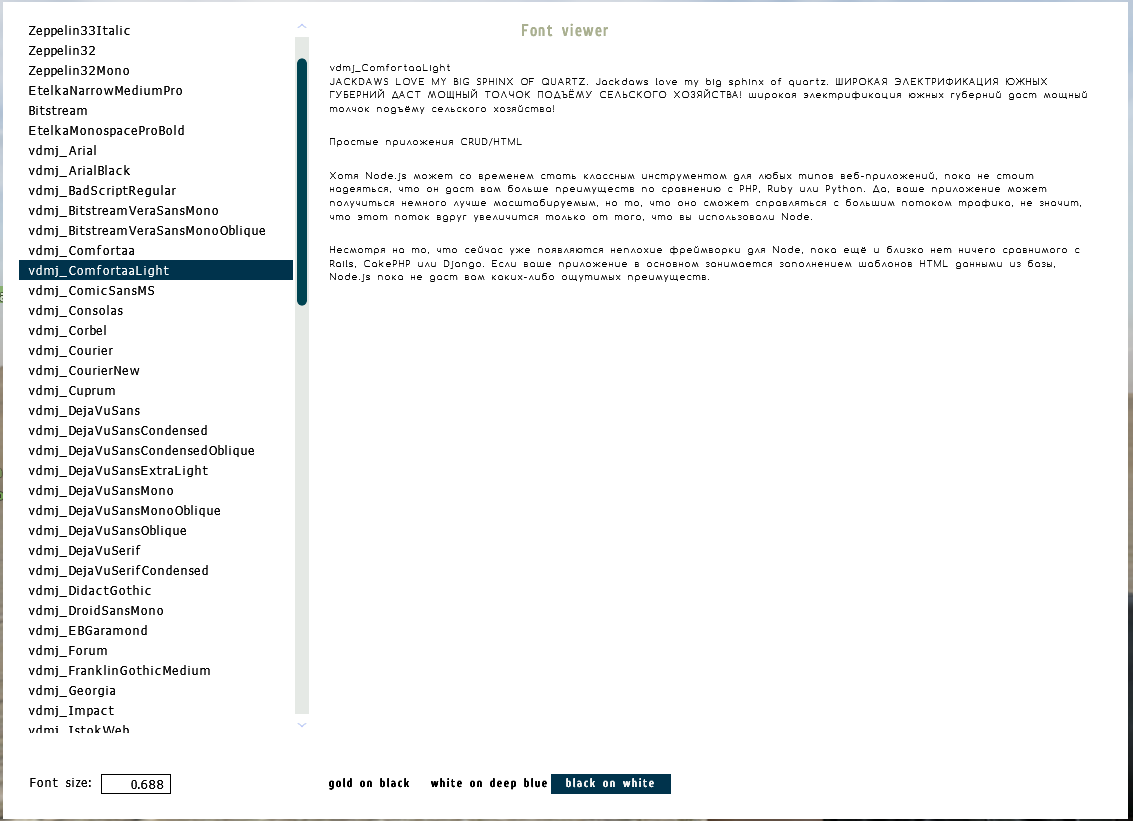 Font viewer
Zeppelin33Italic
Zeppelin32
Zeppelin32Mono
EtelkaNarrowMediumPro
Bitstream
EtelkaMonospaceProBold
vdmj_Arial
vdmj_ArialBlack
vdmj_BadScriptRegular
vdmj_BitstreamVeraSansMono
vdmj_BitstreamVeraSansMonoOblique
vdmj_Comfortaa
vdmj_ComfortaaLight
vdmj_ComicSansMS
vdmj_Consolas
vdmj_Corbel
vdmj_Courier
vdmj_CourierNew
vdmj_Cuprum
vdmj_DejaVuSans
vdmj_DejaVuSansCondensed
vdmj_DejaVuSansCondensedOblique
vdmj_DejaVuSansExtraLight
vdmj_DejaVuSansMono
vdmj_DejaVuSansMonoOblique
vdmj_DejaVuSansOblique
vdmj_DejaVuSerif
vdmj_DejaVuSerifCondensed
vdmj_DidactGothic
vdmj_DroidSansMono
vdmj_EBGaramond
vdmj_Forum
vdmj_FranklinGothicMedium
vdmj_Georgia
vdmj_Impact
vdmj_IstokWeb
vdmj_ComfortaaLight
JACKDAWS LOVE MY BIG SPHINX OF QUARTZ. Jackdaws love my big sphinx of quartz. ШИРОКАЯ ЭЛЕКТРИФИКАЦИЯ ЮЖНЫХ
ГУБЕРНИЙ ДАСТ МОЩНЫЙ ТОЛЧОК ПОДЪЁМУ СЕЛЬСКОГО ХОЗЯЙСТВА! широкая электрификация южных губерний даст мощный
толчок подъёму сельского хозяйства!
Простые приложения CRUD/HTML
Хотя Node.js может со временем стать классным инструментом для любых типов веб-приложений, пока не стоит
надеяться, что он даст вам больше преимуществ по сравнению с PHP, Ruby или Python. Да, ваше приложение может
получиться немного лучше масштабируемым, но то, что оно сможет справляться с большим потоком трафика, не значит,
что этот поток вдруг увеличится только от того, что вы использовали Node.
Несмотря на то, что сейчас уже появляются неплохие фреймворки для Node, пока ещё и близко нет ничего сравнимого с
Rails, CakePHP или Django. Если ваше приложение в основном занимается заполнением шаблонов HTML данными из базы,
Node.js пока не даст вам каких-либо ощутимых преимуществ.
Font size: 0.688
gold on black white on deep blue black on white